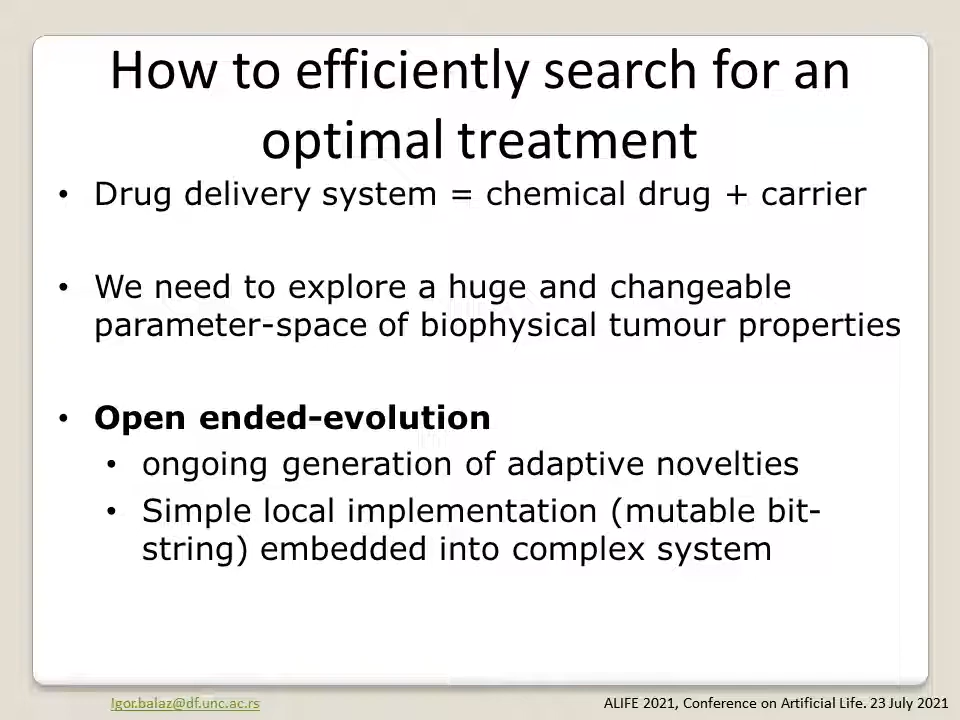 How to efficiently search for an
optimal treatment
• Drug delivery system = chemical drug + carrier
• We need to explore a huge and changeable
parameter-space of biophysical tumour properties
• Open ended-evolution
• ongoing generation of adaptive novelties
• Simple local implementation (mutable bit-
string) embedded into complex system
Igor.balaz@df.unc.ac.rs
ALIFE 2021, Conference on Artificial Life. 23 July 2021